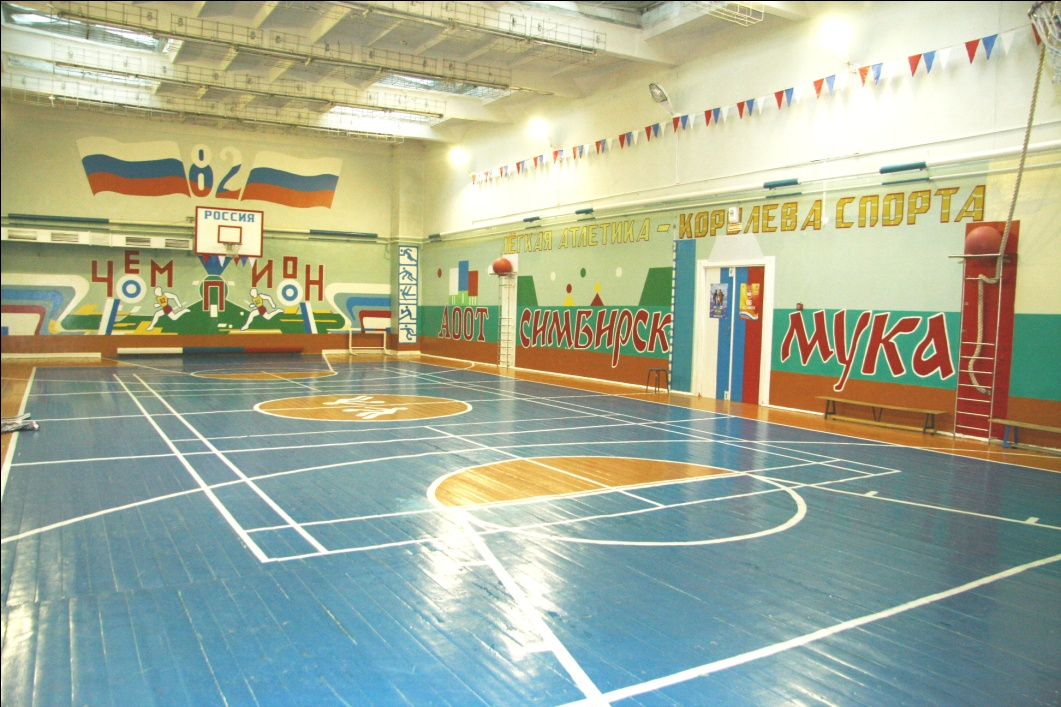 82
РОССИЯ
ЧЕМПИОН
ЛЁГКАЯ АТЛЕТИКА - КОРОЛЕВА СПОРТА
АООТ СИМБИРСК МУКА